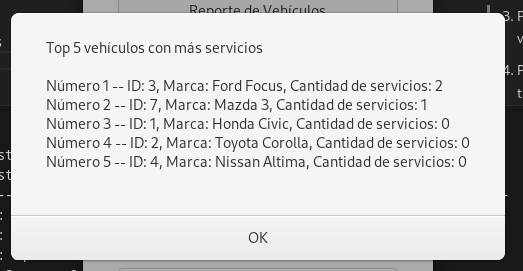 Reporte de Vehículos
Top 5 vehículos con más servicios
Número 1 -- ID: 3, Marca: Ford Focus, Cantidad de servicios: 2
Número 2 -- ID: 7, Marca: Mazda 3, Cantidad de servicios: 1
Número 3 -- ID: 1, Marca: Honda Civic, Cantidad de servicios: 0
Número 4 -- ID: 2, Marca: Toyota Corolla, Cantidad de servicios: 0
Número 5 -- ID: 4, Marca: Nissan Altima, Cantidad de servicios: 0
OK